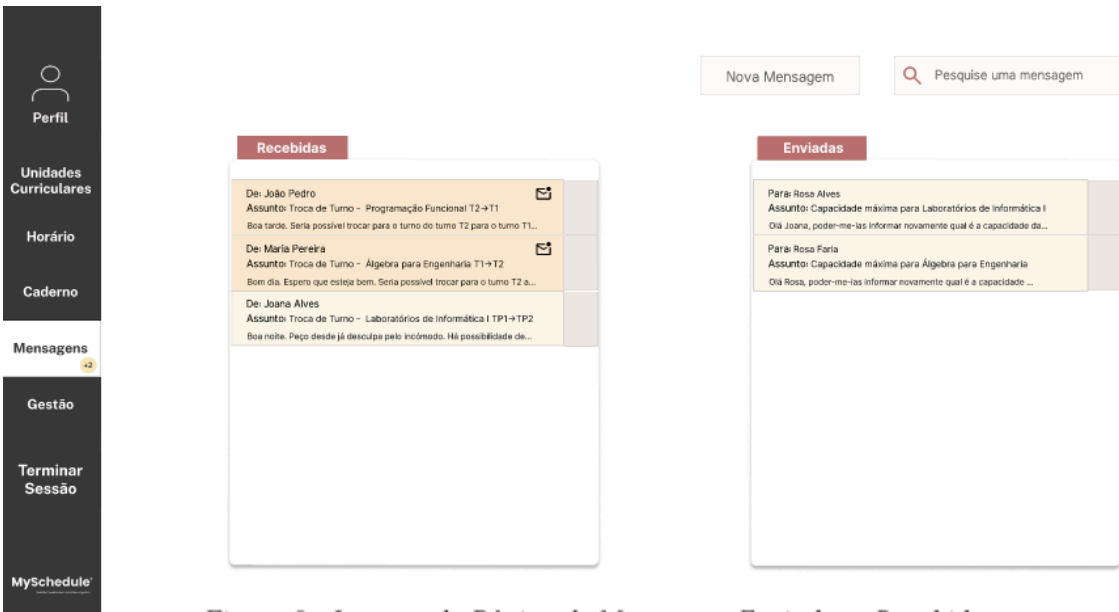 Perfil
Unidades
Curriculares
Horário
Caderno
Mensagens
+2
Gestão
Terminar
Sessão
MySchedule
Nova Mensagem
Pesquise uma mensagem
Recebidas
De: João Pedro
Assunto: Troca de Turno - Programação Funcional T2→T1
Boa tarde. Seria possível trocar para o turno do turno T2 para o turno T1...
De: Maria Pereira
Assunto: Troca de Turno - Álgebra para Engenharia T1→T2
Bom dia. Espero que esteja bem. Seria possível trocar para o turno T2 a...
De: Joana Alves
Assunto: Troca de Turno - Laboratórios de Informática I TP1→TP2
Boa noite. Peço desde já desculpa pelo incómodo. Há possibilidade de...
Enviadas
Para: Rosa Alves
Assunto: Capacidade máxima para Laboratórios de Informática I
Olá Joana, poder-me-ias informar novamente qual é a capacidade da...
Para: Rosa Faria
Assunto: Capacidade máxima para Álgebra para Engenharia
Olá Rosa, poder-me-ias informar novamente qual é a capacidade ...